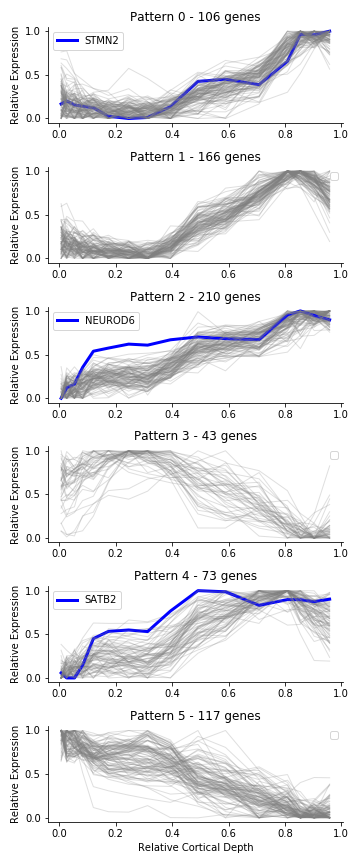 Pattern 0 - 106 genes
STMN2
Relative Expression
1.0
0.5
0.0
0.0 0.2 0.4 0.6 0.8 1.0
Pattern 1 - 166 genes
Relative Expression
1.0
0.5
0.0
0.0 0.2 0.4 0.6 0.8 1.0
Pattern 2 - 210 genes
NEUROD6
Relative Expression
1.0
0.5
0.0
0.0 0.2 0.4 0.6 0.8 1.0
Pattern 3 - 43 genes
Relative Expression
1.0
0.5
0.0
0.0 0.2 0.4 0.6 0.8 1.0
Pattern 4 - 73 genes
SATB2
Relative Expression
1.0
0.5
0.0
0.0 0.2 0.4 0.6 0.8 1.0
Pattern 5 - 117 genes
Relative Expression
1.0
0.5
0.0
0.0 0.2 0.4 0.6 0.8 1.0
Relative Cortical Depth